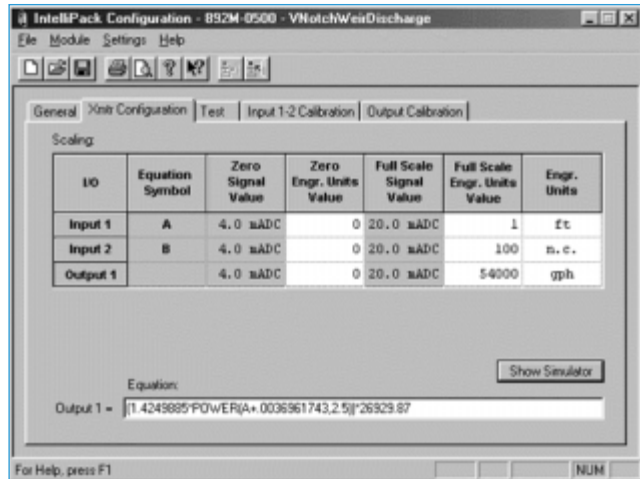 IntelliPack Configuration - 892M-0500 - VNotchWeirDischarge
File Module Settings Help
General Xmtr Configuration Test Input 1-2 Calibration Output Calibration
Scaling:
I/O Equation Symbol Zero Signal Value Zero Engr. Units Value Full Scale Signal Value Full Scale Engr. Units Value Engr. Units
Input 1 A 4.0 mADC 0 20.0 mADC 1 ft
Input 2 B 4.0 mADC 0 20.0 mADC 100 n.c.
Output 1 4.0 mADC 0 20.0 mADC 54000 gph
Show Simulator
Equation:
Output 1 = (1.4249885*POWER(A+.0036961743,2.5))*26929.87
For Help, press F1 NUM